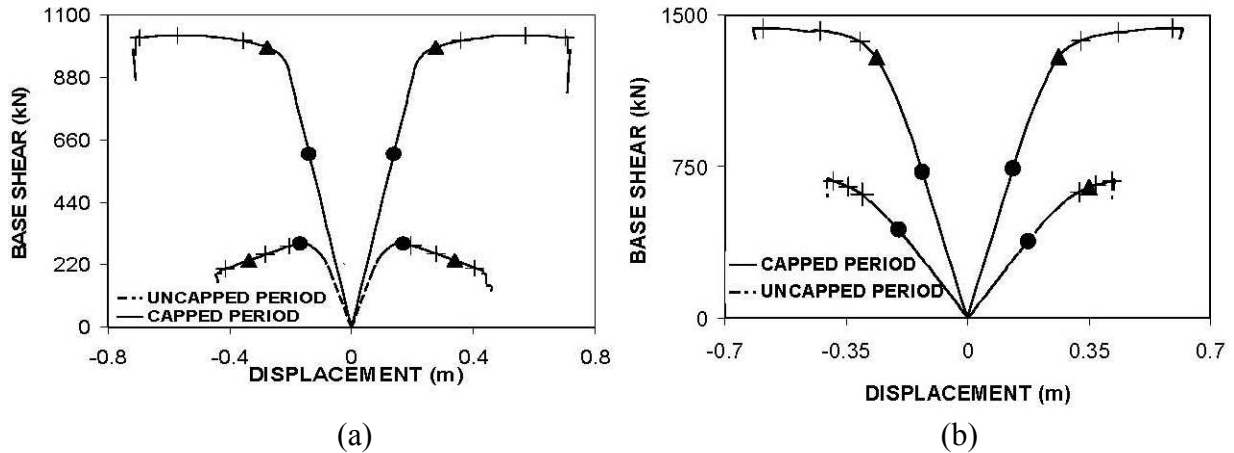 1100
880
660
440
220
0
BASE SHEAR (kN)
UNCAPPED PERIOD
CAPPED PERIOD
-0.8 -0.4 0 0.4 0.8
DISPLACEMENT (m)
(a)
1500
750
0
BASE SHEAR (kN)
CAPPED PERIOD
UNCAPPED PERIOD
-0.7 -0.35 0 0.35 0.7
DISPLACEMENT (m)
(b)